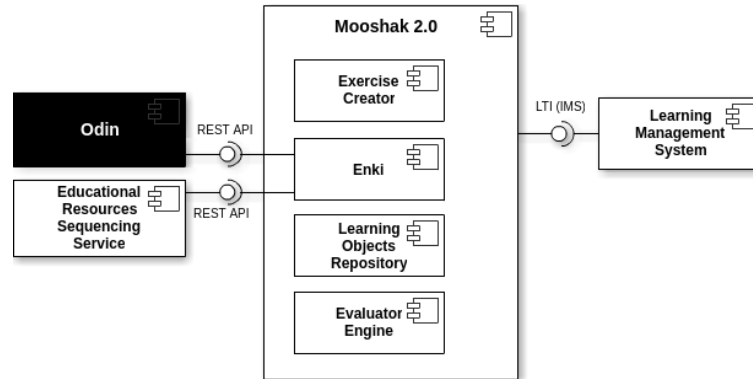 Mooshak 2.0
Exercise
Creator
Odin
REST API
Enki
Educational
Resources
Sequencing
Service
REST API
Learning
Objects
Repository
Evaluator
Engine
LTI (IMS)
Learning
Management
System